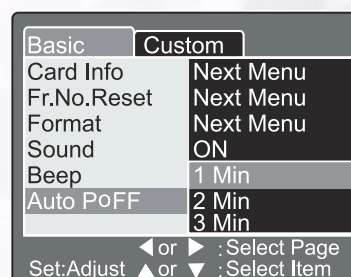 Basic Custom
Card Info Next Menu
Fr.No.Reset Next Menu
Format Next Menu
Sound ON
Beep 1 Min
Auto PoFF 2 Min
3 Min
◀ or ▶ : Select Page
Set:Adjust ▲ or ▼ : Select Item